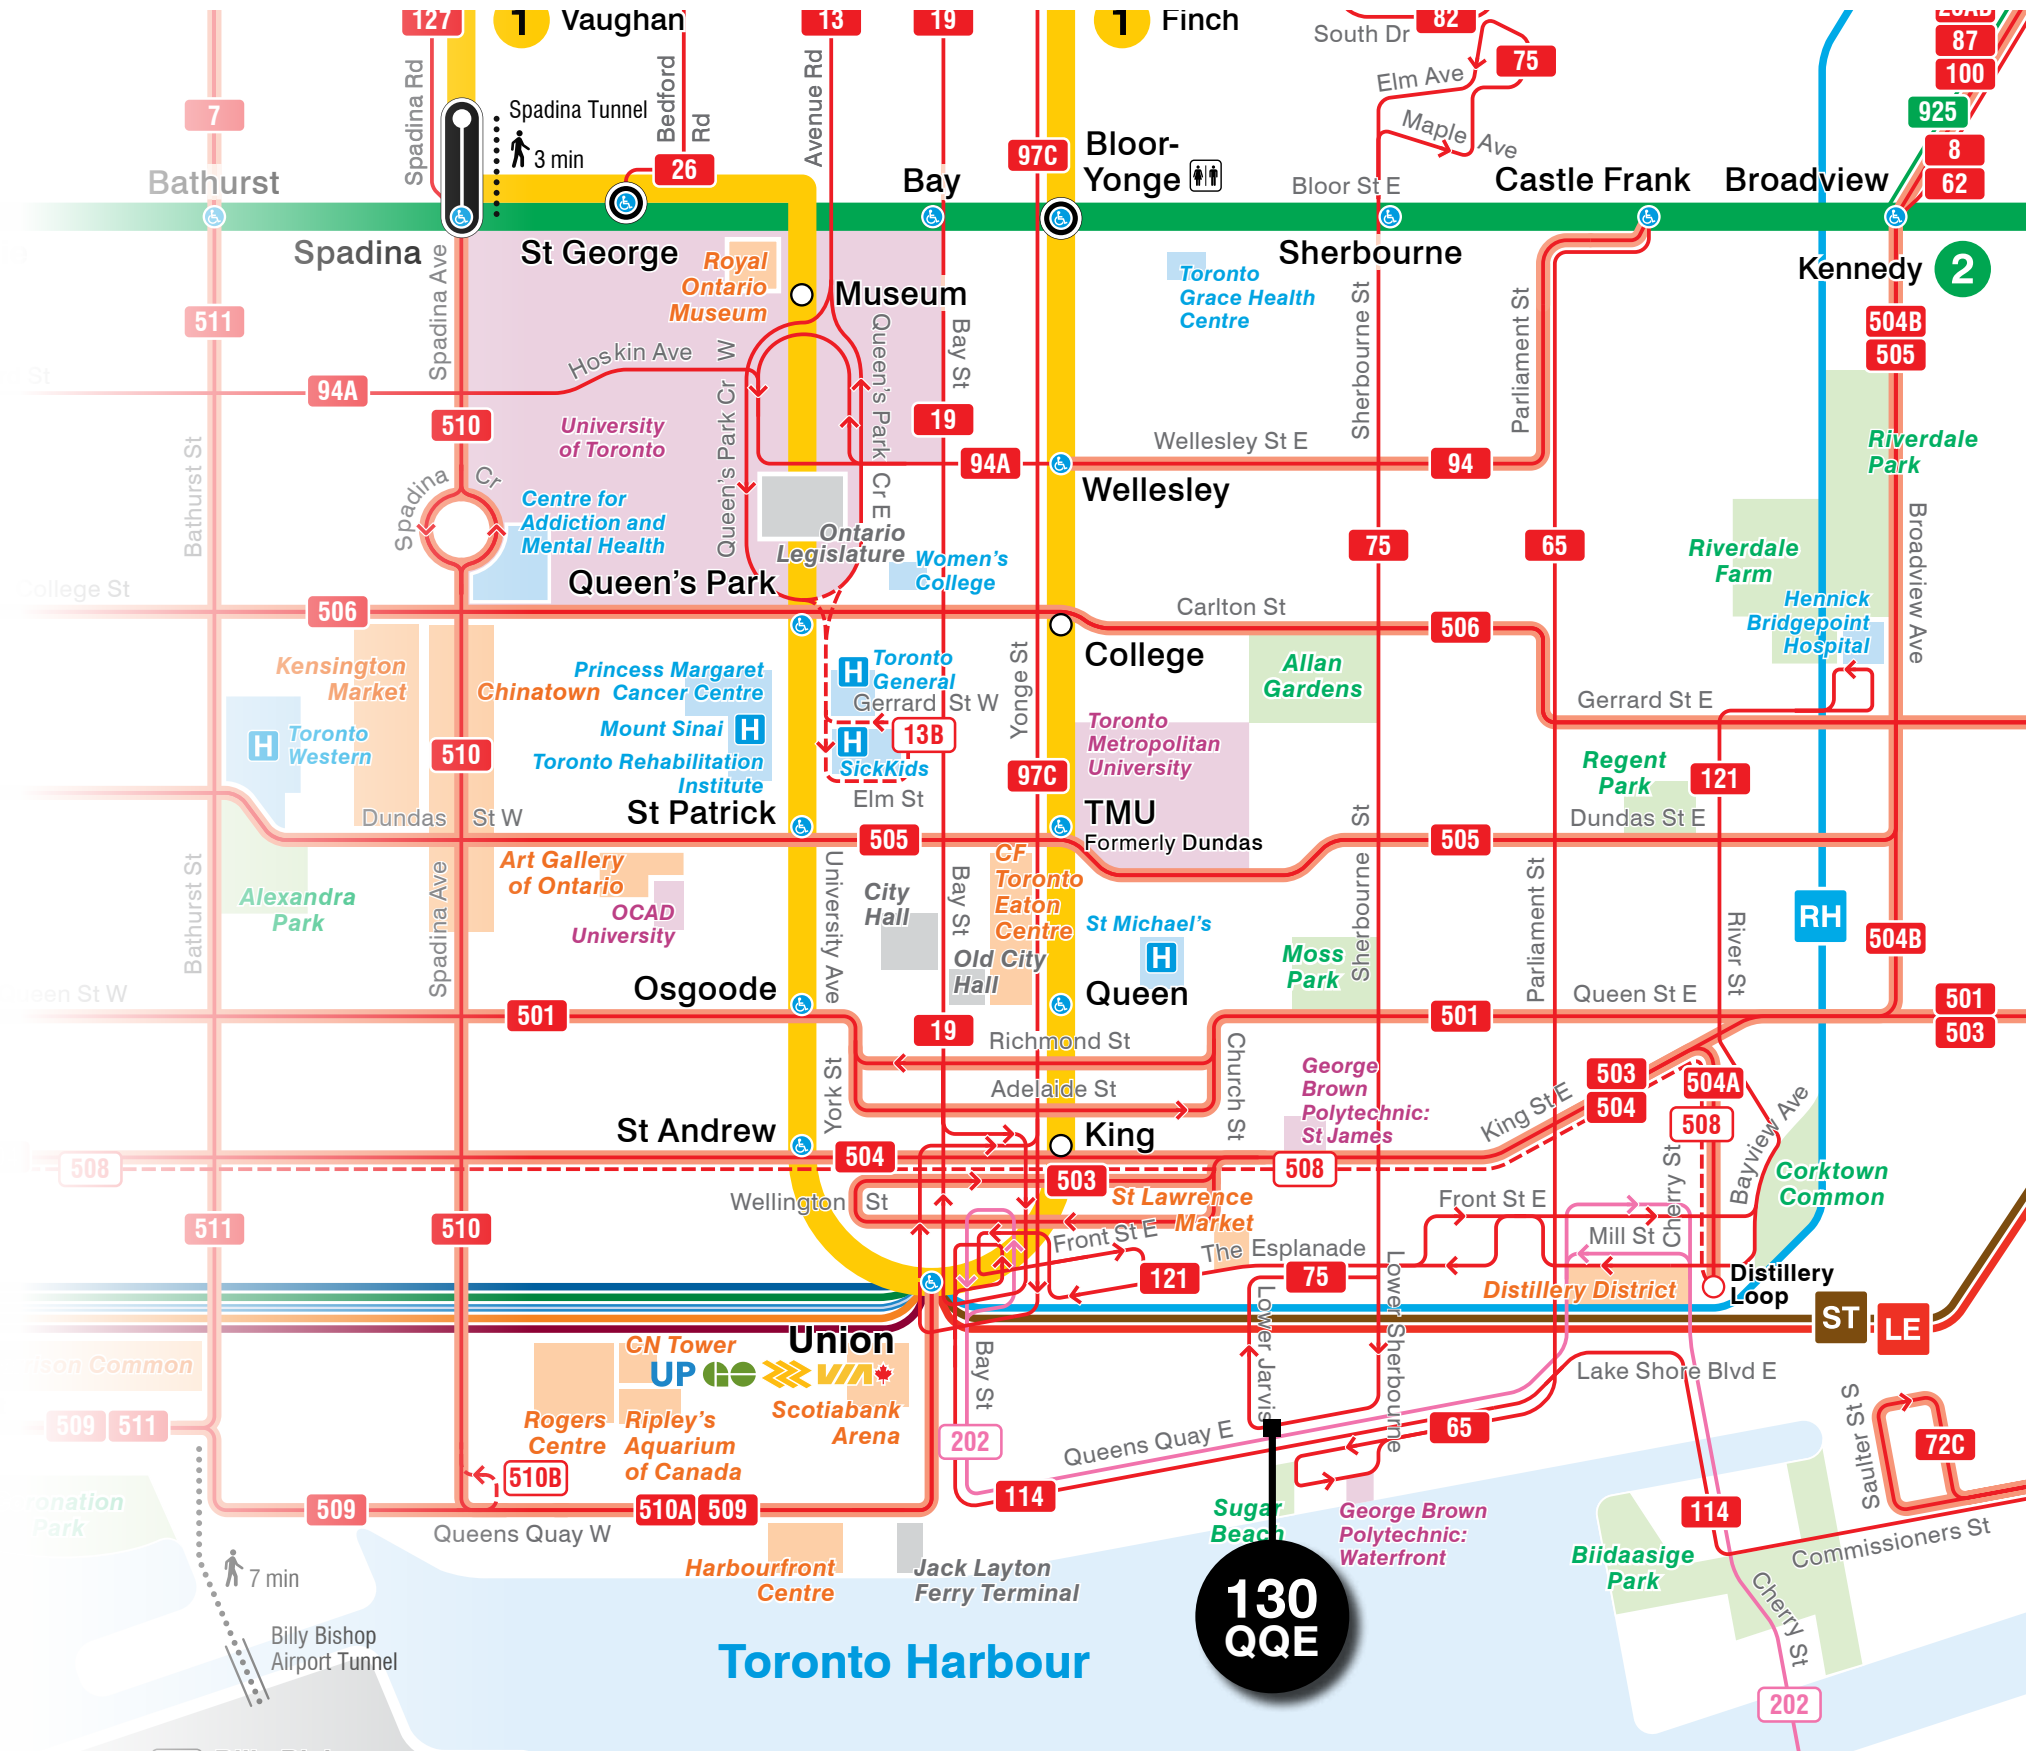 127
1
Vaughan
13
19
1
Finch
82
South Dr
87
100
925
8
62
75
Elm Ave
Maple Ave
Spadina Rd
Spadina Tunnel
3 min
Bedford Rd
26
Avenue Rd
97C
Bloor-
Yonge
7
Bathurst
Bay
Bloor St E
Castle Frank
Broadview
Spadina
St George
Royal
Ontario
Museum
Museum
Toronto
Grace Health
Centre
Sherbourne
Kennedy
2
504B
505
511
Spadina Ave
Hoskin Ave
Queen's Park Cr W
Queen's Park Cr E
Bay St
Sherbourne St
Parliament St
94A
510
University
of Toronto
19
94A
Wellesley St E
94
Wellesley
Riverdale
Park
Bathurst St
Spadina Cr
Centre for
Addiction and
Mental Health
Ontario
Legislature
Women's
College
Queen's Park
75
65
Riverdale
Farm
Hennick
Bridgepoint
Hospital
Broadview Ave
506
Carlton St
506
College
Allan
Gardens
Kensington
Market
Chinatown
Princess Margaret
Cancer Centre
H
Toronto
General
Gerrard St W
Mount Sinai
H
H
13B
SickKids
Toronto Rehabilitation
Institute
Elm St
Yonge St
Toronto
Metropolitan
University
Gerrard St E
H
Toronto
Western
510
97C
Regent
Park
121
Dundas St W
St Patrick
505
TMU
Formerly Dundas
St
505
Dundas St E
Alexandra
Park
Bathurst St
Spadina Ave
Art Gallery
of Ontario
OCAD
University
University Ave
City
Hall
Bay St
CF
Toronto
Eaton
Centre
Old City
Hall
St Michael's
H
Moss
Park
Sherbourne
Parliament St
River St
RH
504B
Osgoode
Queen
Queen St E
501
501
501
503
19
Richmond St
Adelaide St
York St
Church St
George
Brown
Polytechnic:
St James
King St E
503
504
504A
508
Bayview Ave
Cherry St
St Andrew
504
King
508
508
503
Wellington St
St Lawrence
Market
Front St E
Front St E
Mill St
Corktown
Common
511
510
The Esplanade
121
75
Distillery District
Distillery
Loop
ST
LE
Union
CN Tower
UP
GO
VIA
Rogers
Centre
Ripley's
Aquarium
of Canada
Scotiabank
Arena
Bay St
Lower Jarvis
Lower Sherbourne
Lake Shore Blvd E
509
511
202
Queens Quay E
65
Saulter St
72C
510B
509
510A
509
114
Queens Quay W
Sugar
Beach
George Brown
Polytechnic:
Waterfront
114
Commissioners St
Biidaasige
Park
Harbourfront
Centre
Jack Layton
Ferry Terminal
7 min
Billy Bishop
Airport Tunnel
Toronto Harbour
130
QQE
Cherry St
202